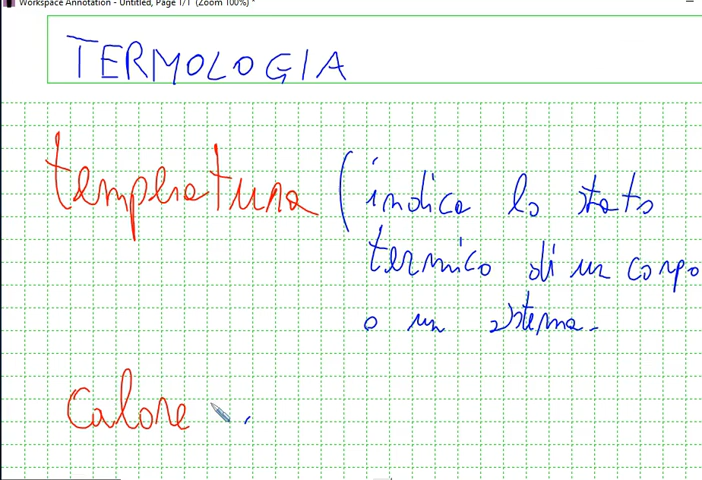 Workspace Annotation - Untitled, Page 1/1 (Zoom 100%) *
TERMOLOGIA
temperatura ( indica lo stato
termico di un corpo
o un sistema.
Calore